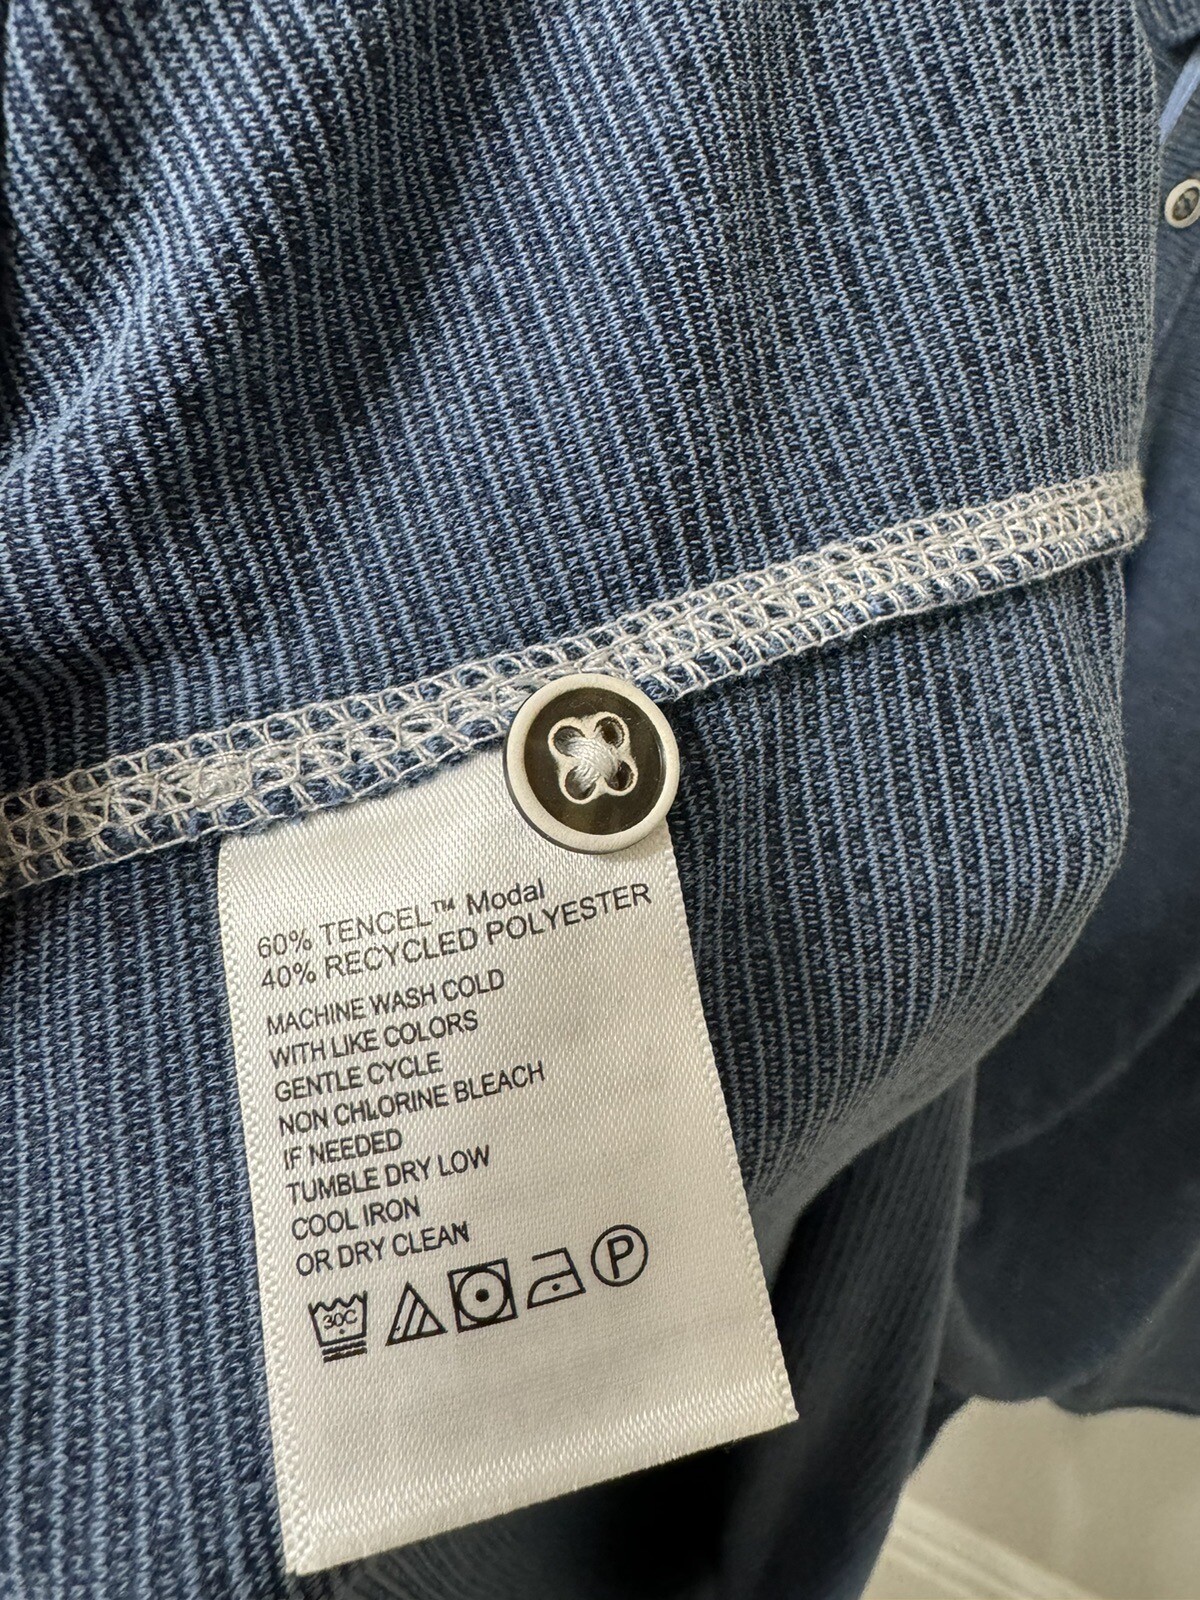 60% TENCEL™ Modal
40% RECYCLED POLYESTER
MACHINE WASH COLD
WITH LIKE COLORS
GENTLE CYCLE
NON CHLORINE BLEACH
IF NEEDED
TUMBLE DRY LOW
COOL IRON
OR DRY CLEAN
30C P